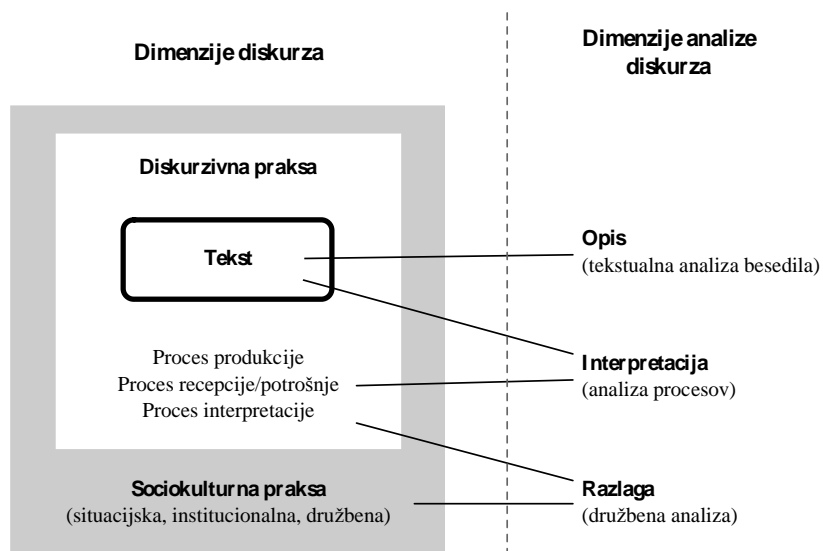 Dimenzije diskurza
Dimenzije analize
diskurza
Diskurzivna praksa
Tekst
Opis
(tekstualna analiza besedila)
Proces produkcije
Proces recepcije/potrošnje
Proces interpretacije
Interpretacija
(analiza procesov)
Sociokulturna praksa
(situacijska, institucionalna, družbena)
Razlaga
(družbena analiza)